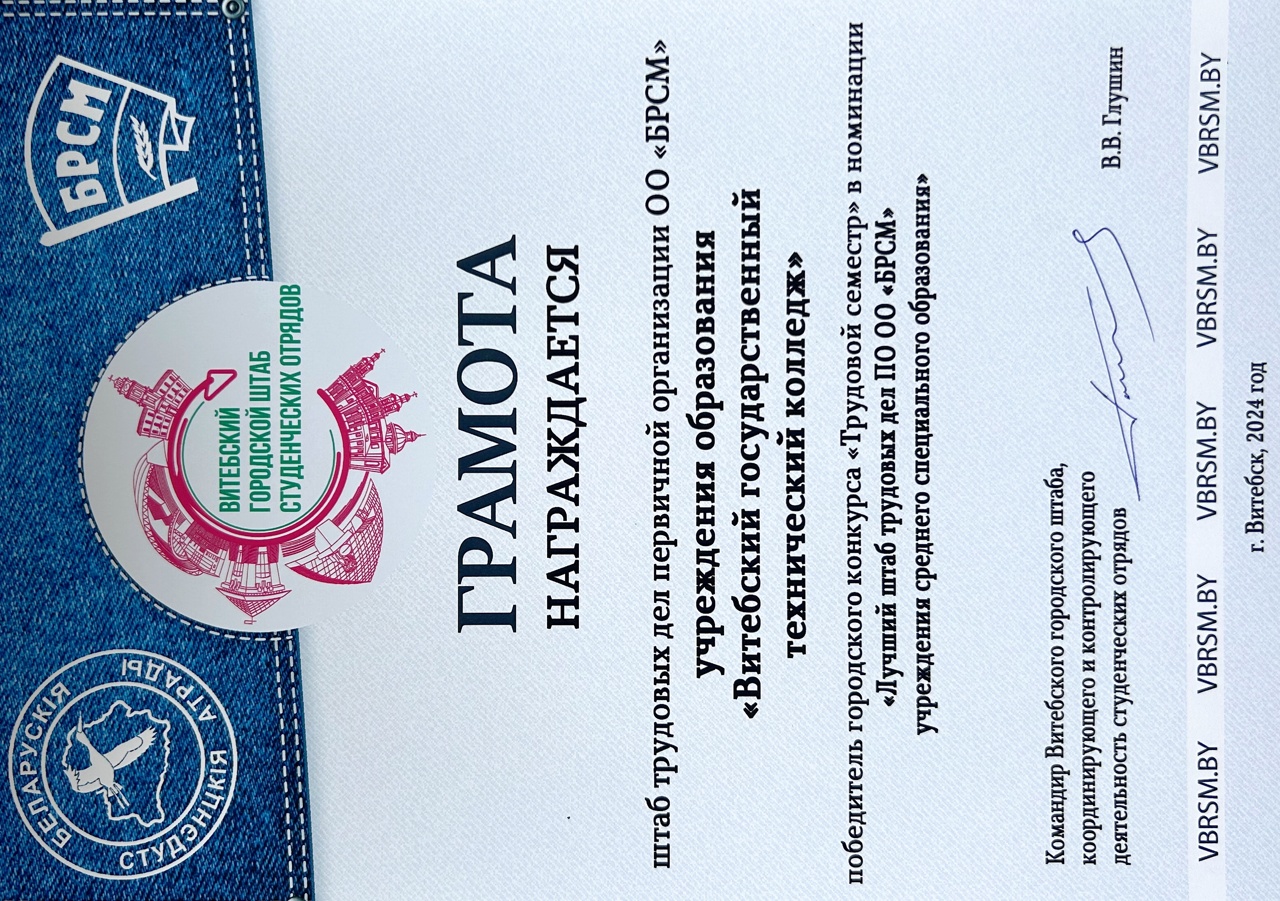 БЕЛАРУСКІЯ
СТУДЭНЦКІЯ АТРАДЫ
БРСМ
ВИТЕБСКИЙ
ГОРОДСКОЙ ШТАБ
СТУДЕНЧЕСКИХ ОТРЯДОВ
ГРАМОТА
НАГРАЖДАЕТСЯ
штаб трудовых дел первичной организации ОО «БРСМ»
учреждения образования
«Витебский государственный
технический колледж»
победитель городского конкурса «Трудовой семестр» в номинации
«Лучший штаб трудовых дел ПО ОО «БРСМ»
учреждения среднего специального образования»
Командир Витебского городского штаба,
координирующего и контролирующего
деятельность студенческих отрядов
В.В. Глушин
VBRSM.BY VBRSM.BY VBRSM.BY VBRSM.BY VBRSM.BY
г. Витебск, 2024 год